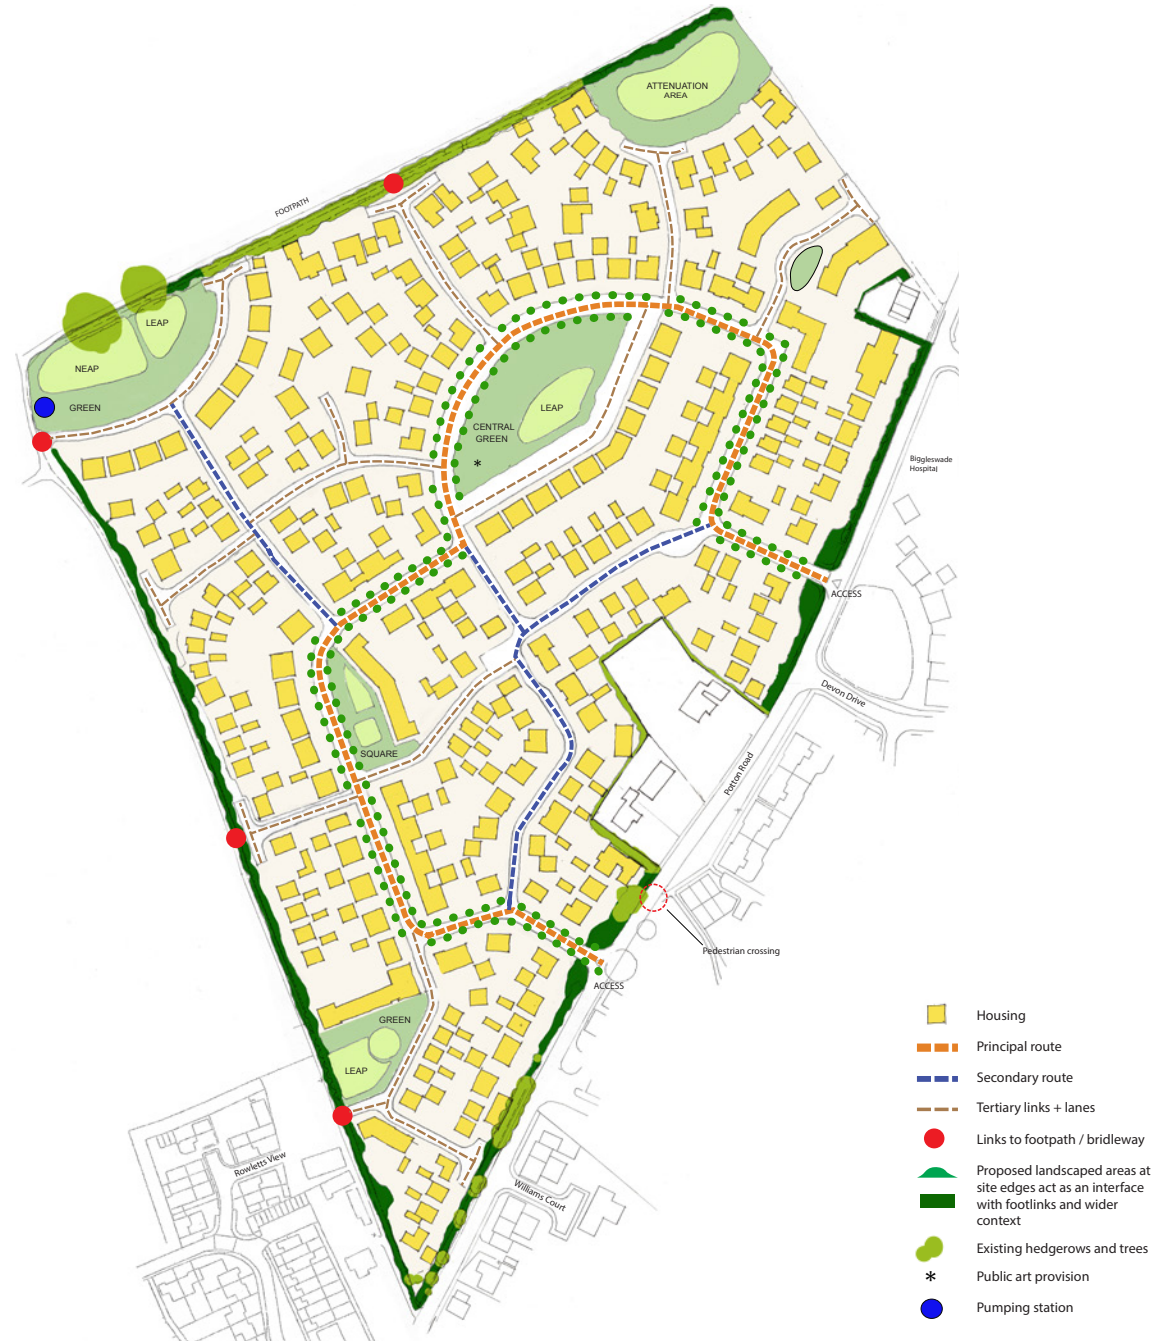 ATTENUATION
AREA
FOOTPATH
LEAP
NEAP
GREEN
LEAP
CENTRAL
GREEN
*
Biggleswade
Hospital
ACCESS
Devon Drive
SQUARE
Potton Road
Pedestrian crossing
ACCESS
GREEN
LEAP
Rowletts View
Williams Court
Housing
Principal route
Secondary route
Tertiary links + lanes
Links to footpath / bridleway
Proposed landscaped areas at
site edges act as an interface
with footlinks and wider
context
Existing hedgerows and trees
* Public art provision
Pumping station